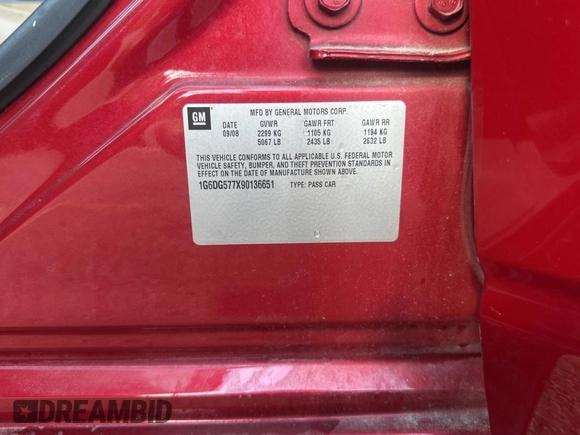 GM
MFD BY GENERAL MOTORS CORP.
DATE GVWR GAWR FRT GAWR RR
09/08 2299 KG 1105 KG 1194 KG
5067 LB 2435 LB 2632 LB
THIS VEHICLE CONFORMS TO ALL APPLICABLE U.S. FEDERAL MOTOR
VEHICLE SAFETY, BUMPER, AND THEFT PREVENTION STANDARDS IN
EFFECT ON THE DATE OF MANUFACTURE SHOWN ABOVE.
1G6DG577X90136651 TYPE: PASS CAR
DREAMBID